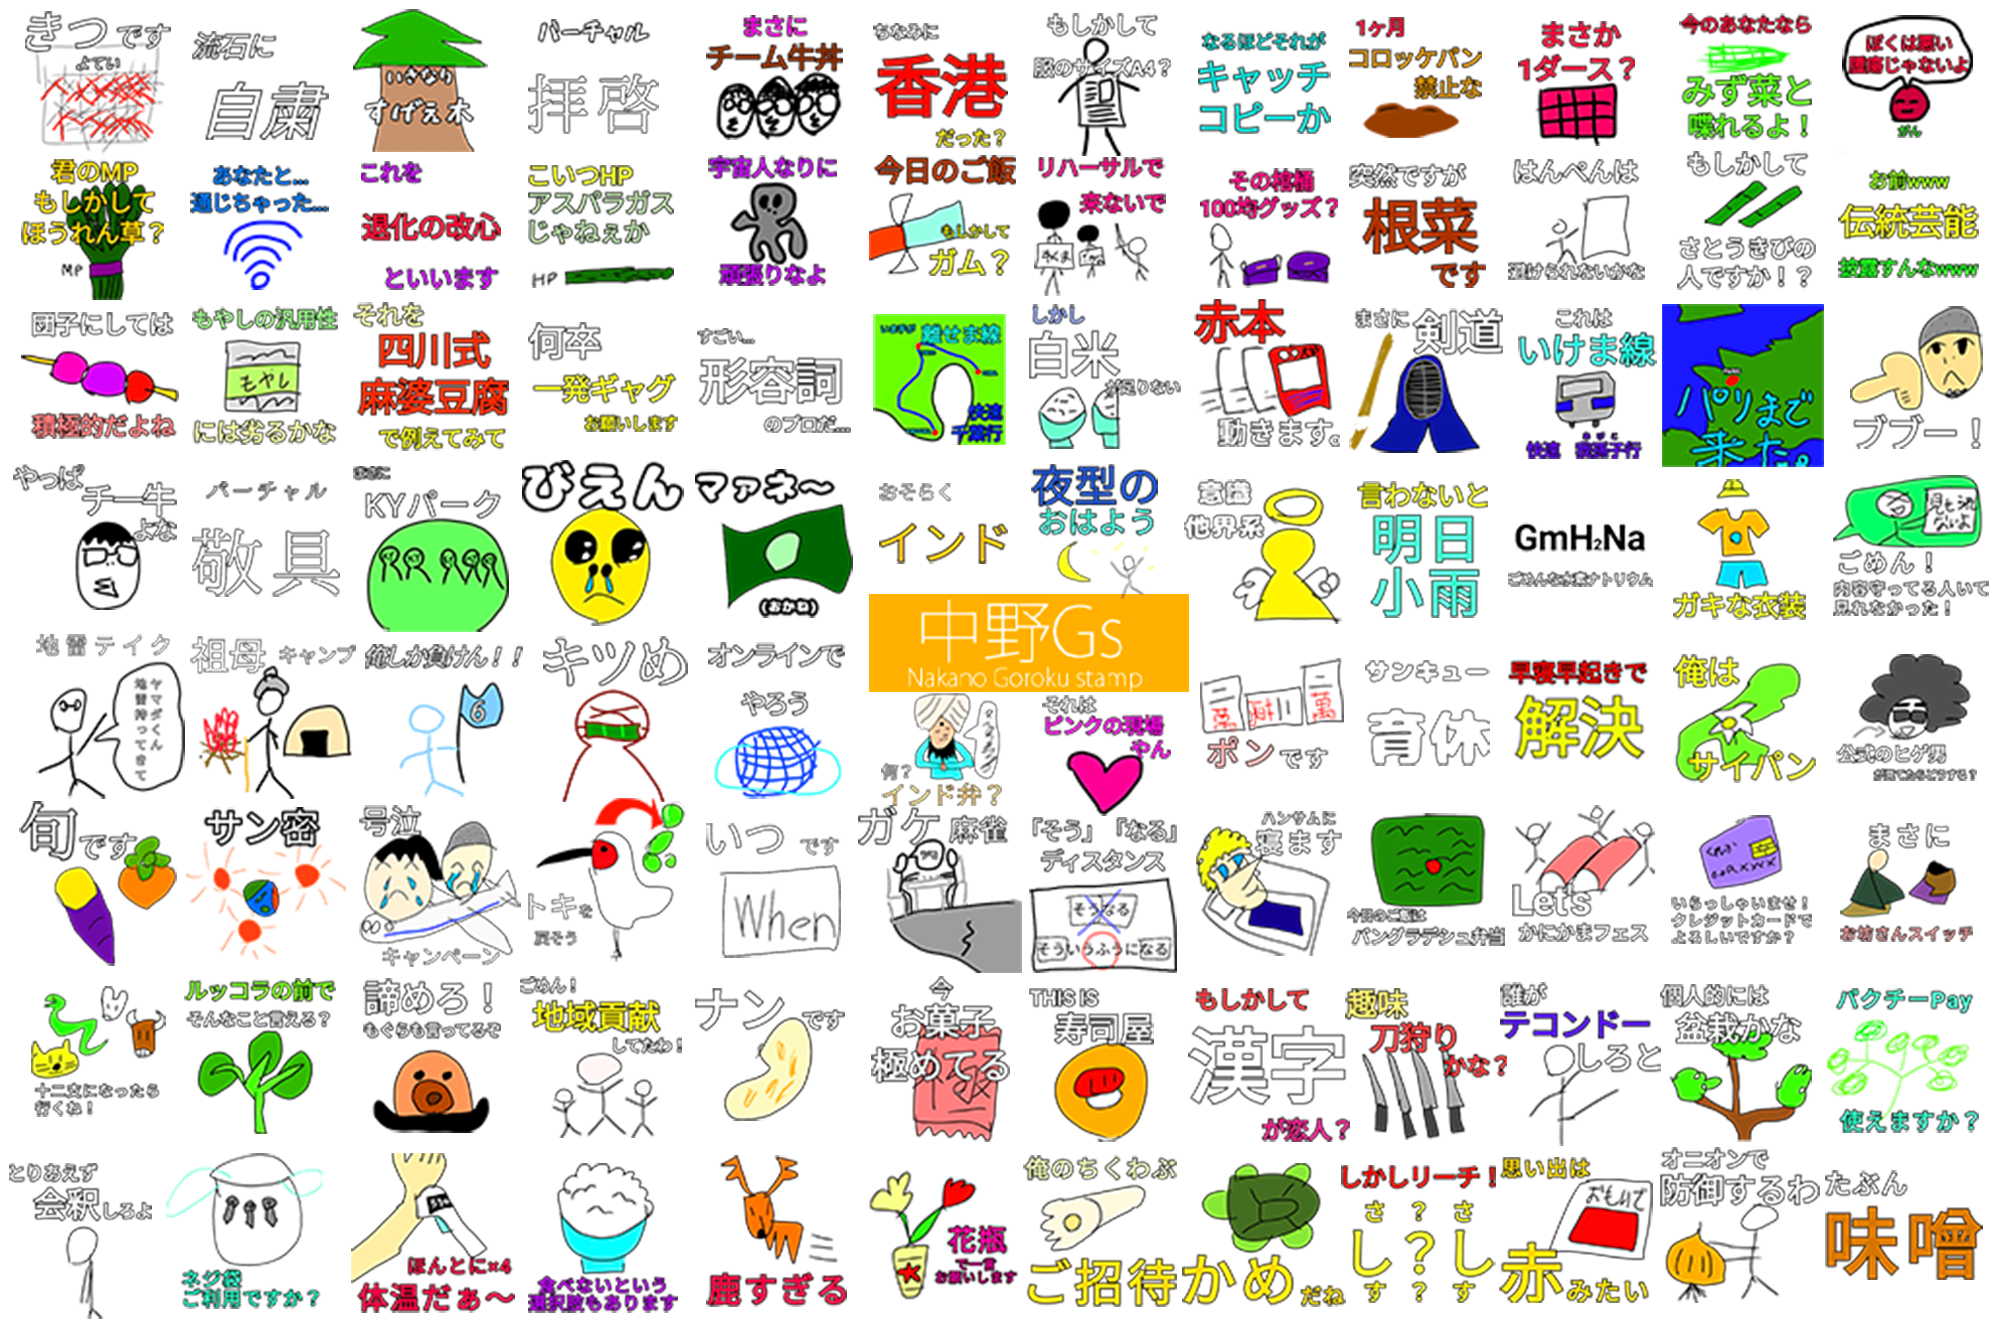 きつです
よてい
流石に
自粛
いきなり
すげえ木
バーチャル
拝啓
まさに
チーム牛丼
ちなみに
香港
だった？
もしかして
服のサイズA4？
なるほどそれが
キャッチ
コピーか
1ヶ月
コロッケパン
禁止な
まさか
1ダース？
今のあなたなら
みず菜と
喋れるよ！
ぼくは悪い
腫瘍じゃないよ
がん
君のMP
もしかして
ほうれん草？
MP
あなたと…
通じちゃった…
これを
退化の改心
といいます
こいつHP
アスパラガス
じゃねえか
HP
宇宙人なりに
頑張りなよ
今日のご飯
もしかして
ガム？
リハーサルで
来ないで
その棺桶
100均グッズ？
突然ですが
根菜
です
はんぺんは
避けられないかな
もしかして
さとうきびの
人ですか！？
お前www
伝統芸能
披露すんなwww
団子にしては
積極的だよね
もやしの汎用性
もやし
には劣るかな
それを
四川式
麻婆豆腐
で例えてみて
何卒
一発ギャグ
お願いします
すごい…
形容詞
のプロだ…
離せま線
快速
千葉行
しかし
白米
が足りない
赤本
動きます。
まさに
剣道
これは
いけま線
快速 我孫子行
パリまで
来た。
ブブー！
やっぱ
チー牛
よな
バーチャル
敬具
まさに
KYパーク
びえん
マァネ〜
(おかね)
おそらく
インド
夜型の
おはよう
意識
他界系
言わないと
明日
小雨
GmH₂Na
ごめんな水素ナトリウム
ガキな衣装
見もうれ
ないよ
ごめん！
内容守ってる人いて
見れなかった！
中野Gs
Nakano Goroku stamp
地雷テイク
ヤマダくん
地雷持ってきて
祖母 キャンプ
俺しか負けん！！
6
キツめ
オンラインで
やろう
何？
インド弁？
それは
ピンクの現場
やん
ポンです
サンキュー
育休
早寝早起きで
解決
俺は
サイパン
公式のヒゲ男
が出てたらどうする？
旬です
サン密
号泣
キャンペーン
トキを
戻そう
いつです
When
ガケ麻雀
「そう」「なる」
ディスタンス
そうなる
そういうふうになる
ハンサムに
寝ます
今日のご飯は
バングラデシュ弁当
Let's
かにかまフェス
いらっしゃいませ！
クレジットカードで
よろしいですか？
まさに
お坊さんスイッチ
十二支になったら
行くね！
ルッコラの前で
そんなこと言える？
諦めろ！
もぐらも言ってるぞ
ごめん！
地域貢献
してたわ！
ナンです
今
お菓子
極めてる
THIS IS
寿司屋
もしかして
漢字
が恋人？
趣味
刀狩り
かな？
誰が
テコンドー
しろと
個人的には
盆栽かな
パクチーPay
使えますか？
とりあえず
会釈しろよ
ネジ袋
ご利用ですか？
ほんとに×4
体温だぁ〜
食べないという
選択肢もあります
鹿すぎる
花瓶
で一言
お願いします
俺のちくわぶ
ご招待
かめだね
しかしリーチ！
さ ？ さ
し ？ し
す ？ す
思い出は
おもいで
赤みたい
オニオンで
防御するわ
たぶん
味噌